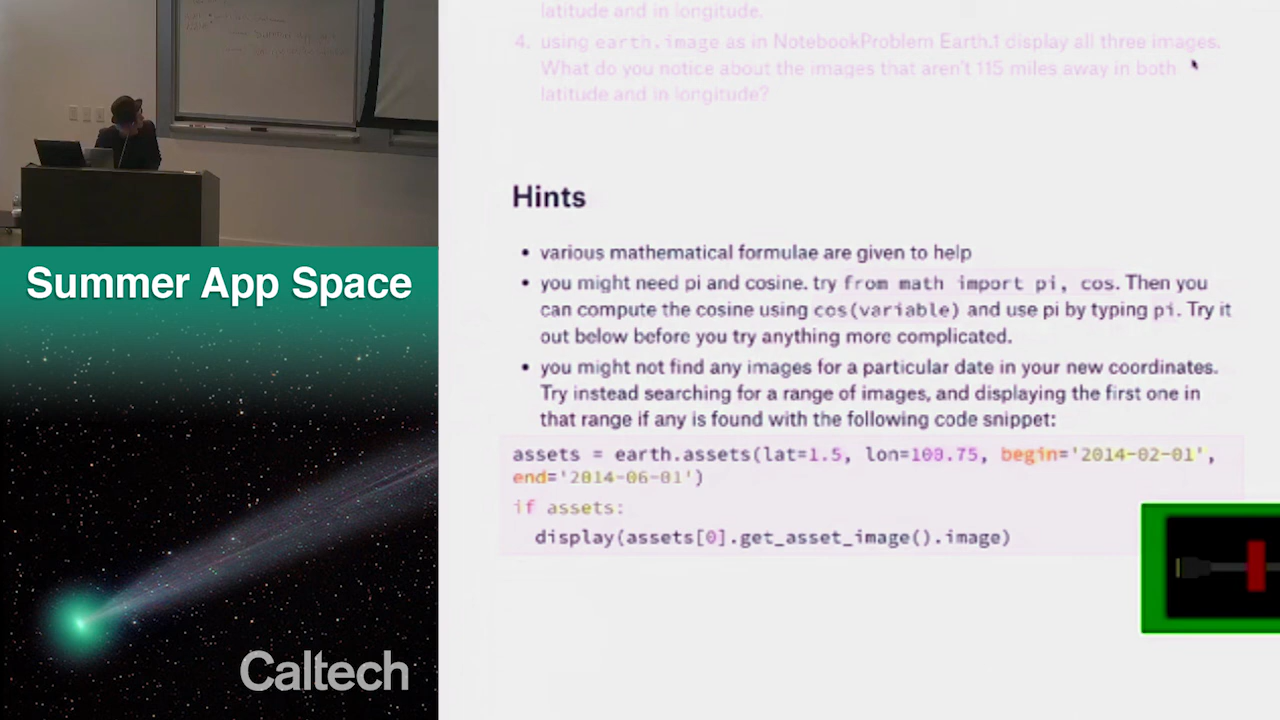 Summer App Space
Caltech
latitude and in longitude.
4. using earth.image as in NotebookProblem Earth.1 display all three images.
What do you notice about the images that aren't 115 miles away in both
latitude and in longitude?
Hints
• various mathematical formulae are given to help
• you might need pi and cosine. try from math import pi, cos. Then you
can compute the cosine using cos(variable) and use pi by typing pi. Try it
out below before you try anything more complicated.
• you might not find any images for a particular date in your new coordinates.
Try instead searching for a range of images, and displaying the first one in
that range if any is found with the following code snippet:
assets = earth.assets(lat=1.5, lon=100.75, begin='2014-02-01',
end='2014-06-01')
if assets:
display(assets[0].get_asset_image().image)